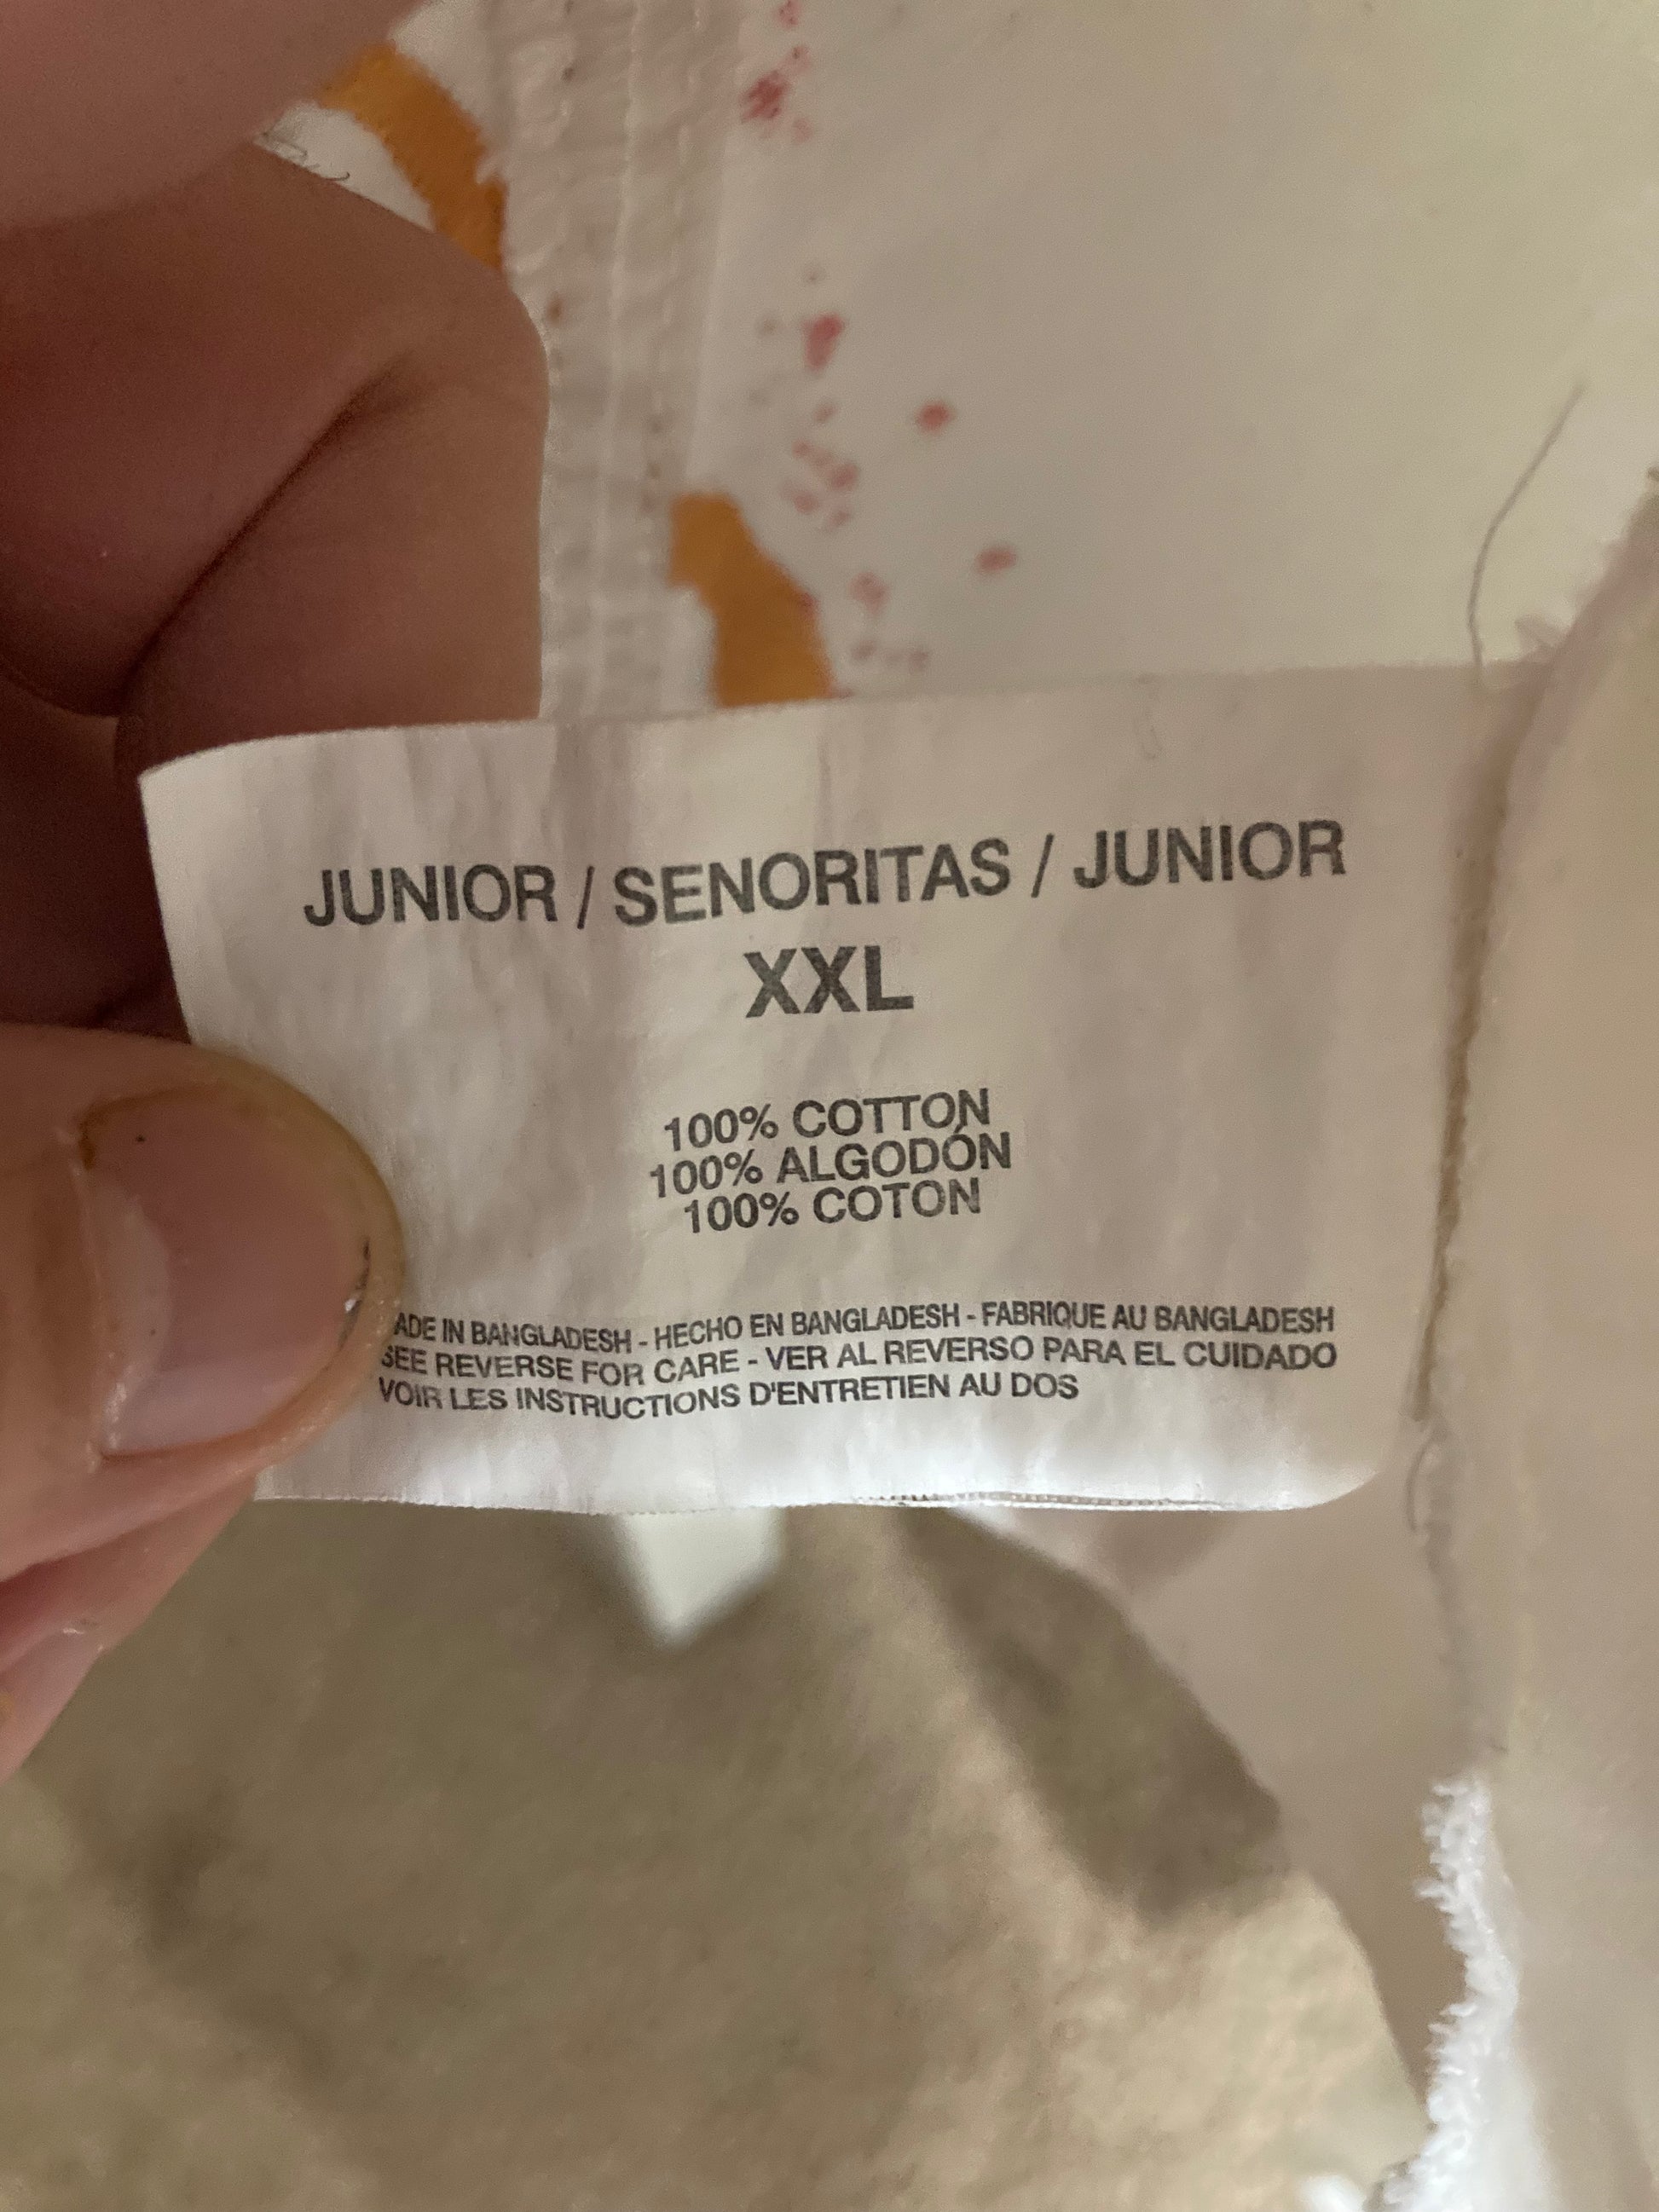 JUNIOR / SENORITAS / JUNIOR
XXL
100% COTTON
100% ALGODÓN
100% COTON
ADE IN BANGLADESH - HECHO EN BANGLADESH - FABRIQUE AU BANGLADESH
SEE REVERSE FOR CARE - VER AL REVERSO PARA EL CUIDADO
VOIR LES INSTRUCTIONS D'ENTRETIEN AU DOS